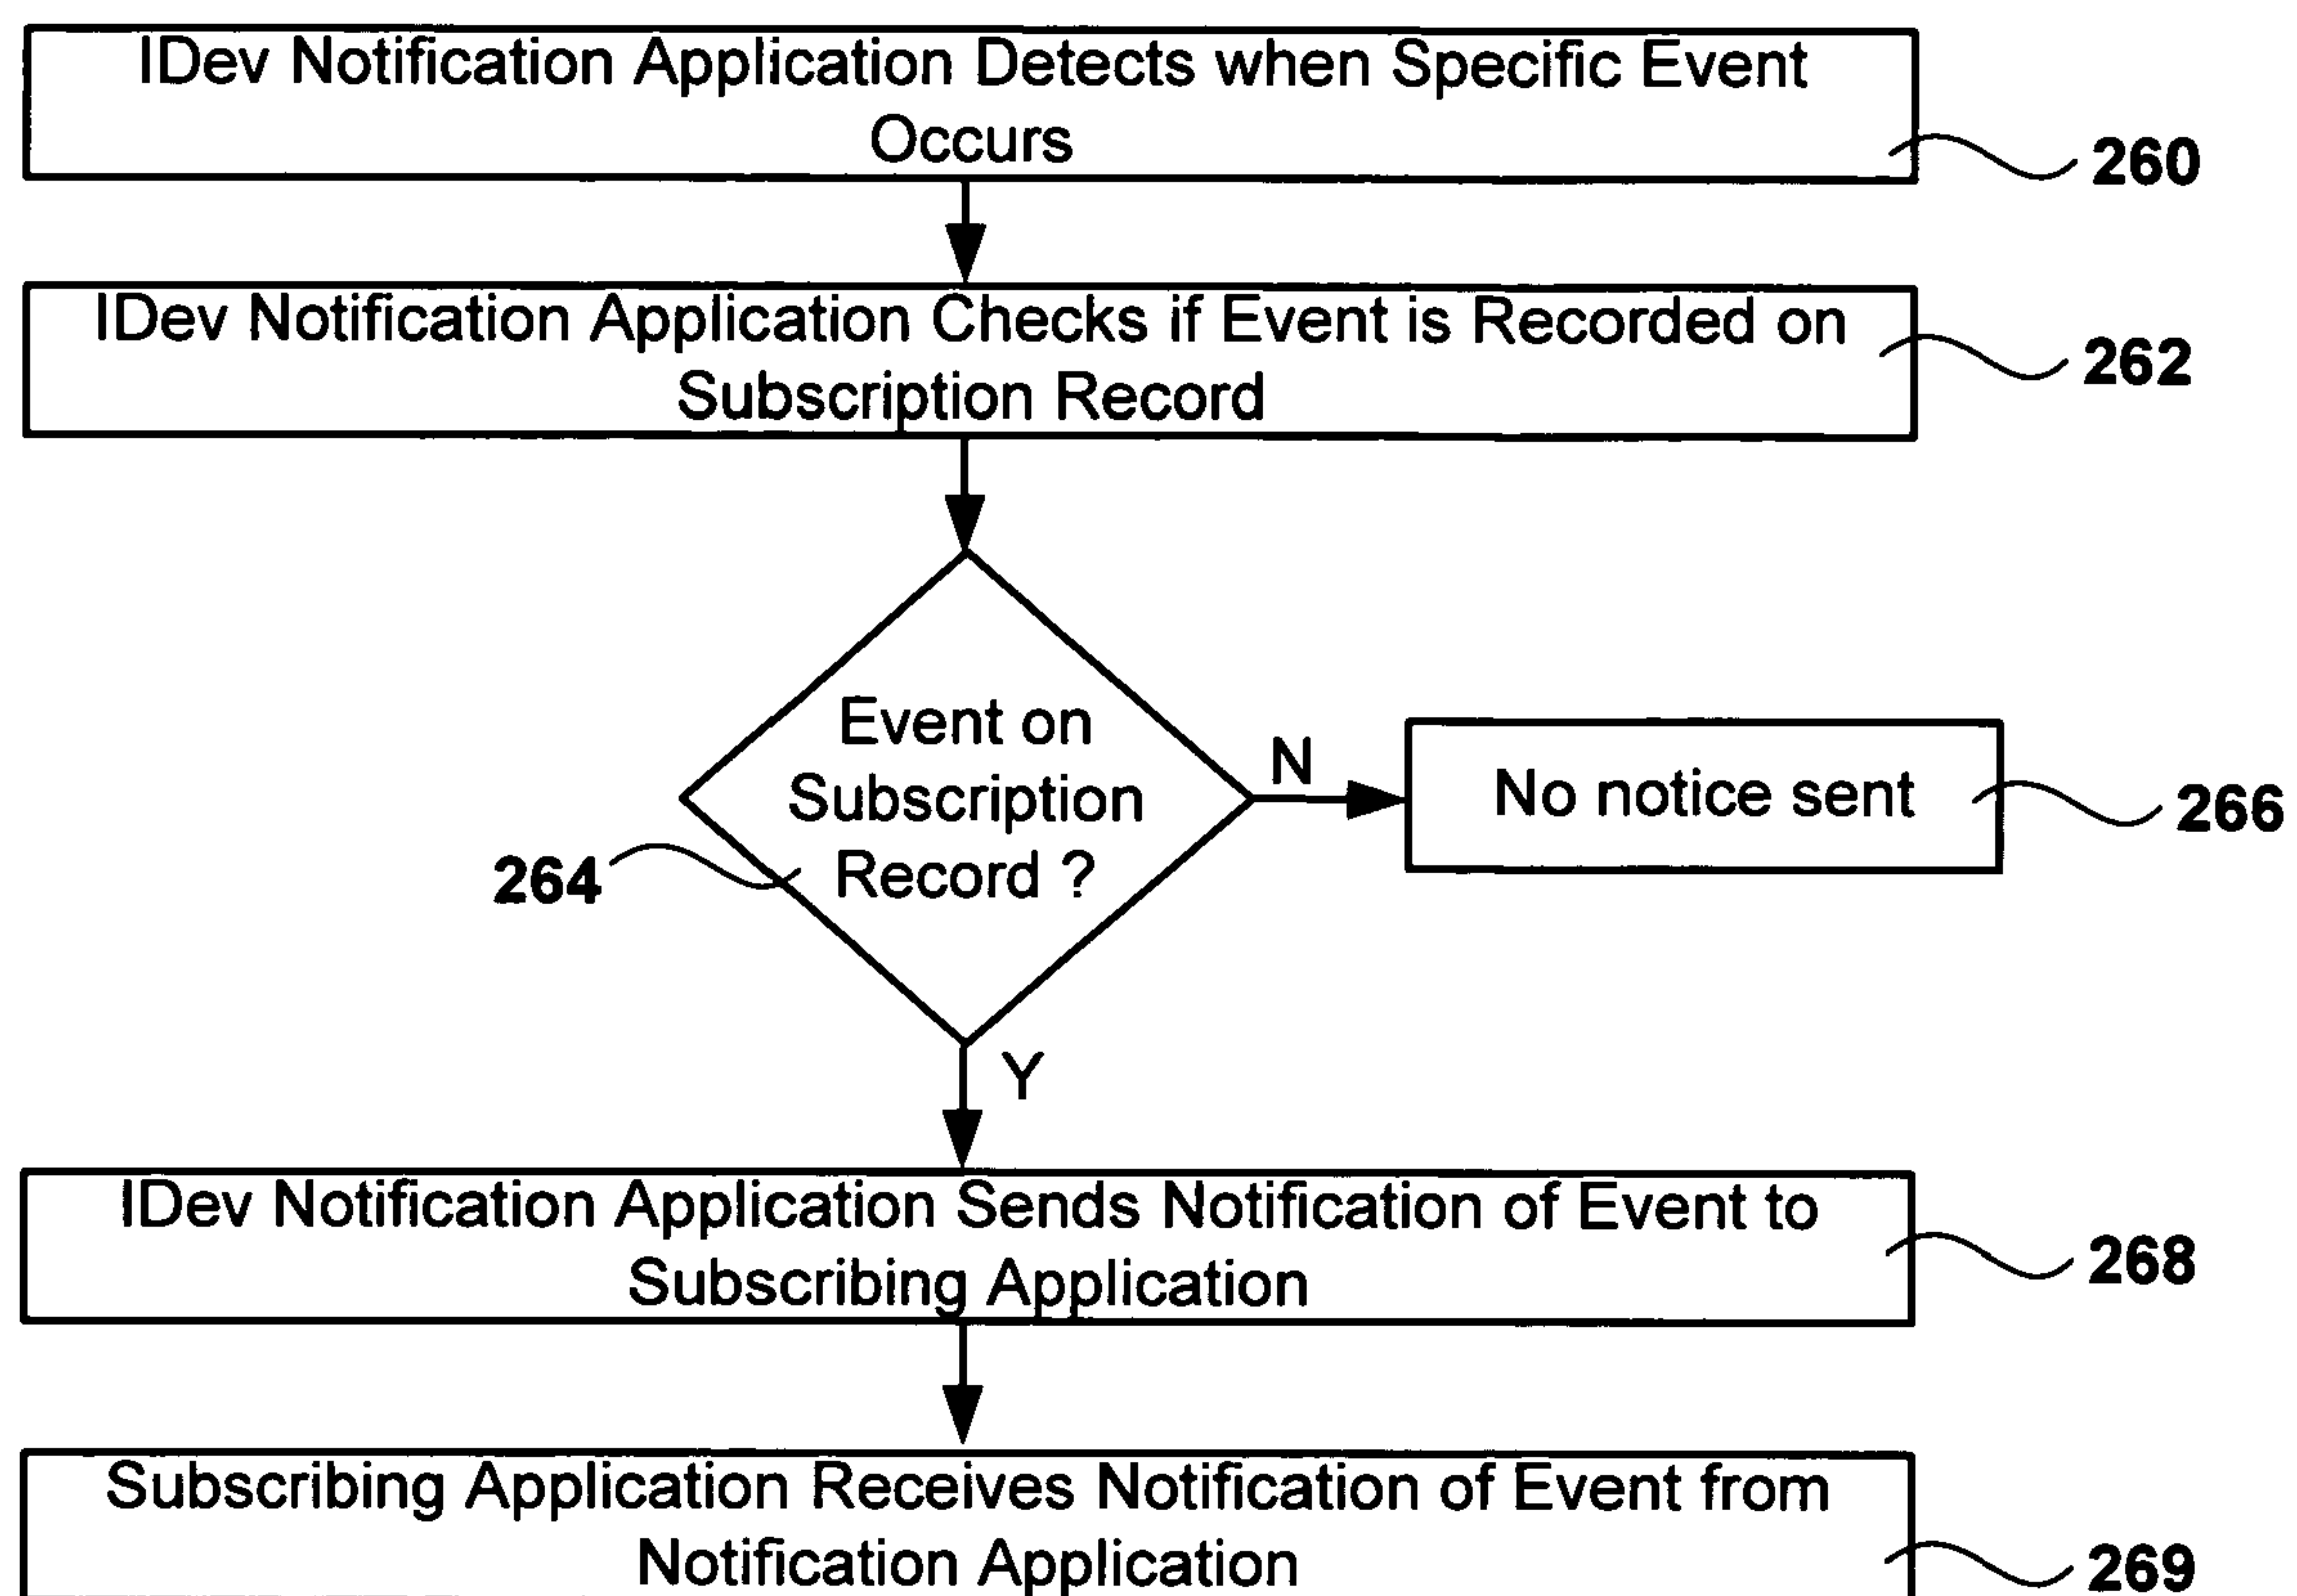 IDev Notification Application Detects when Specific Event
Occurs
260
IDev Notification Application Checks if Event is Recorded on
Subscription Record
262
Event on
Subscription
Record ?
264
N
No notice sent
266
Y
IDev Notification Application Sends Notification of Event to
Subscribing Application
268
Subscribing Application Receives Notification of Event from
Notification Application
269